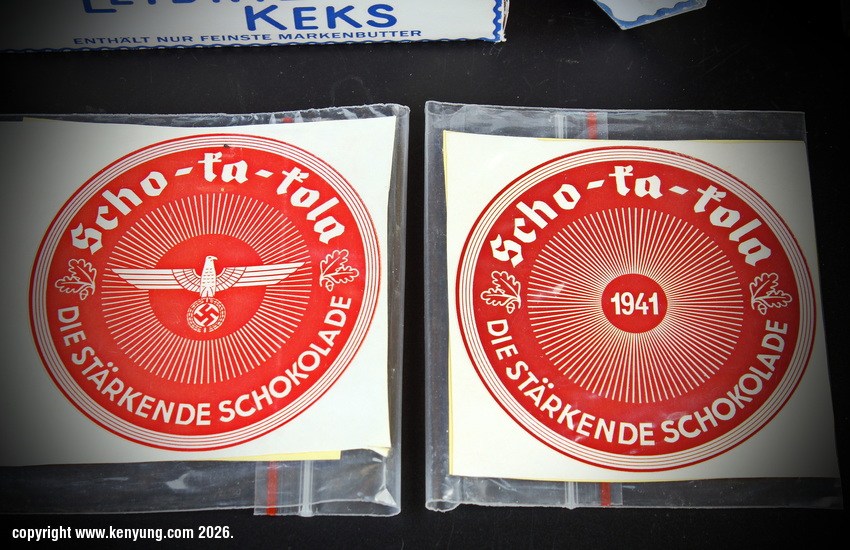 KEKS
ENTHÄLT NUR FEINSTE MARKENBUTTER
Scho-ka-kola
DIE STÄRKENDE SCHOKOLADE
Scho-ka-kola
1941
DIE STÄRKENDE SCHOKOLADE
copyright www.kenyung.com 2026.